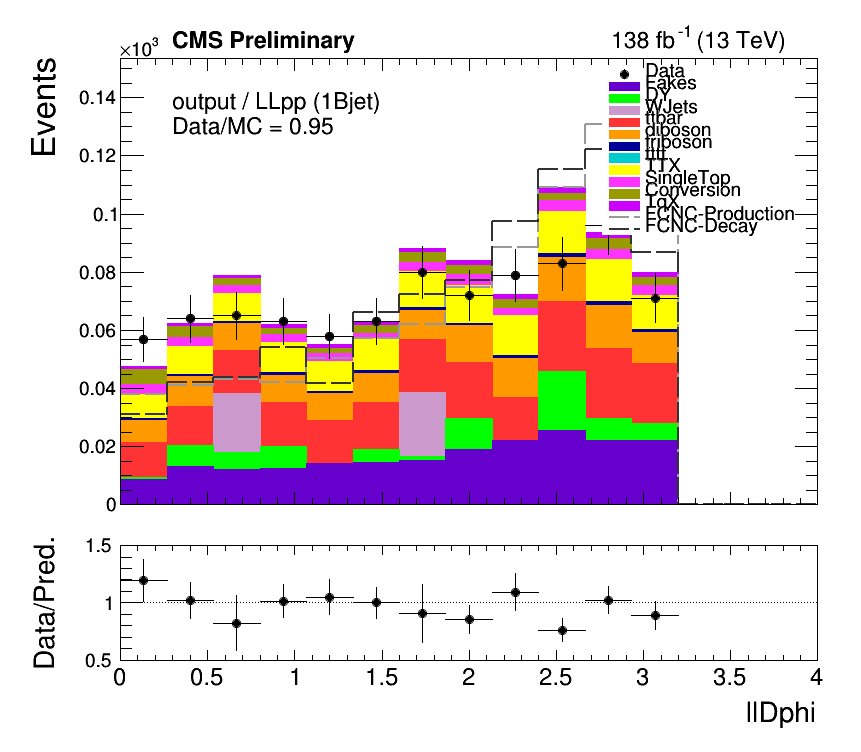 ×10³ CMS Preliminary 138 fb⁻¹ (13 TeV)
Events
output / LLpp (1Bjet)
Data/MC = 0.95
Data
Fakes
DY
WJets
ttbar
diboson
triboson
tttt
TTX
SingleTop
Conversion
TqX
FCNC-Production
FCNC-Decay
0.14
0.12
0.1
0.08
0.06
0.04
0.02
0
Data/Pred.
1.5
1
0.5
0 0.5 1 1.5 2 2.5 3 3.5 4
llDphi